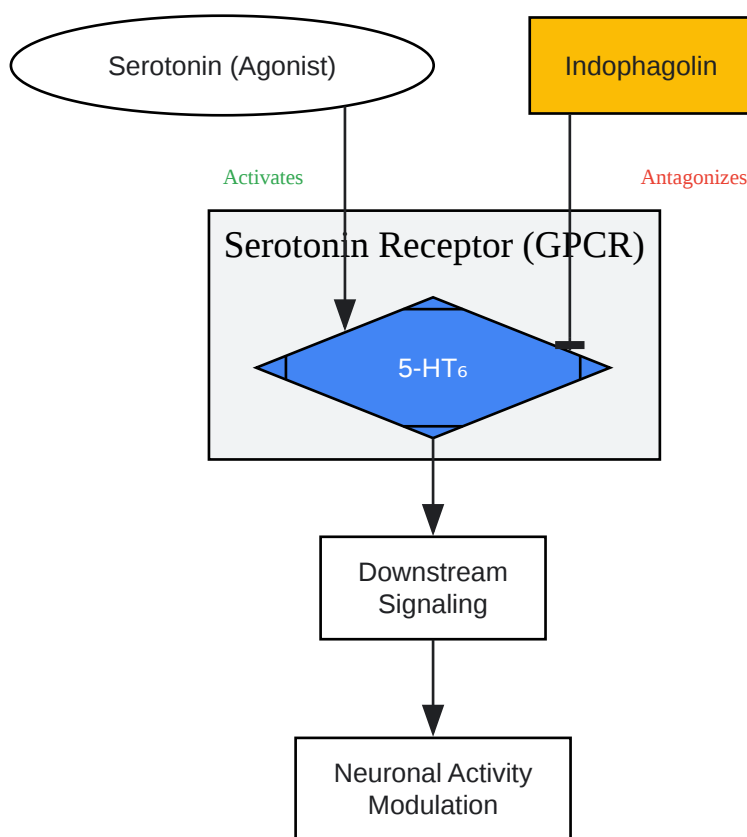 Serotonin (Agonist)
Indophagolin
Activates
Antagonizes
Serotonin Receptor (GPCR)
5-HT₆
Downstream
Signaling
Neuronal Activity
Modulation